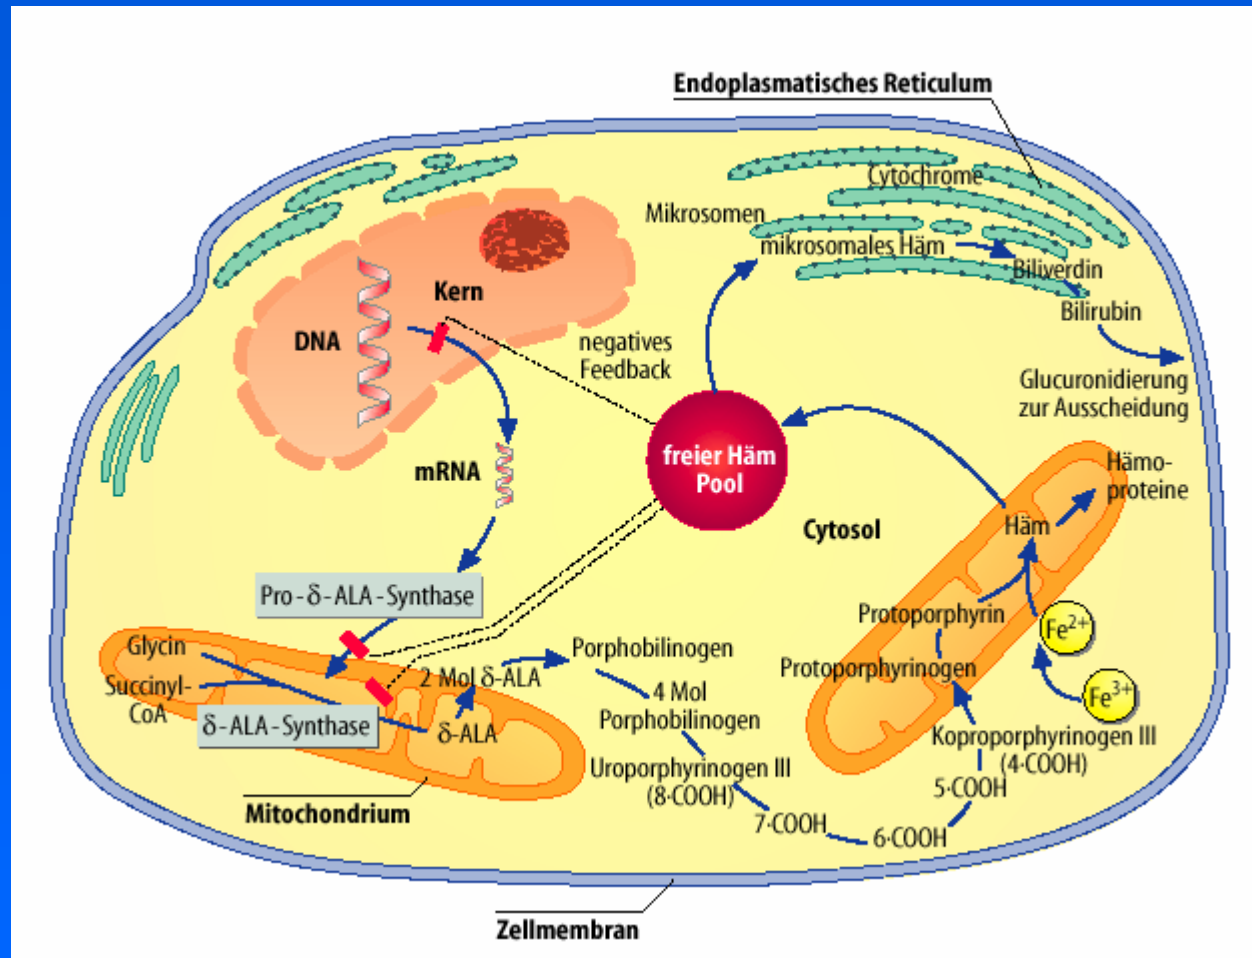 Endoplasmatisches Reticulum
Cytochrome
Mikrosomen
mikrosomales Häm
Biliverdin
Bilirubin
Glucuronidierung
zur Ausscheidung
Kern
DNA
negatives
Feedback
mRNA
freier Häm
Pool
Cytosol
Hämo-
proteine
Häm
Pro-δ-ALA-Synthase
Glycin
Succinyl-
CoA
δ-ALA-Synthase
δ-ALA
2 Mol δ-ALA
Porphobilinogen
4 Mol
Porphobilinogen
Uroporphyrinogen III
(8·COOH)
7·COOH
6·COOH
5·COOH
Koproporphyrinogen III
(4·COOH)
Protoporphyrinogen
Protoporphyrin
Fe2+
Fe3+
Mitochondrium
Zellmembran